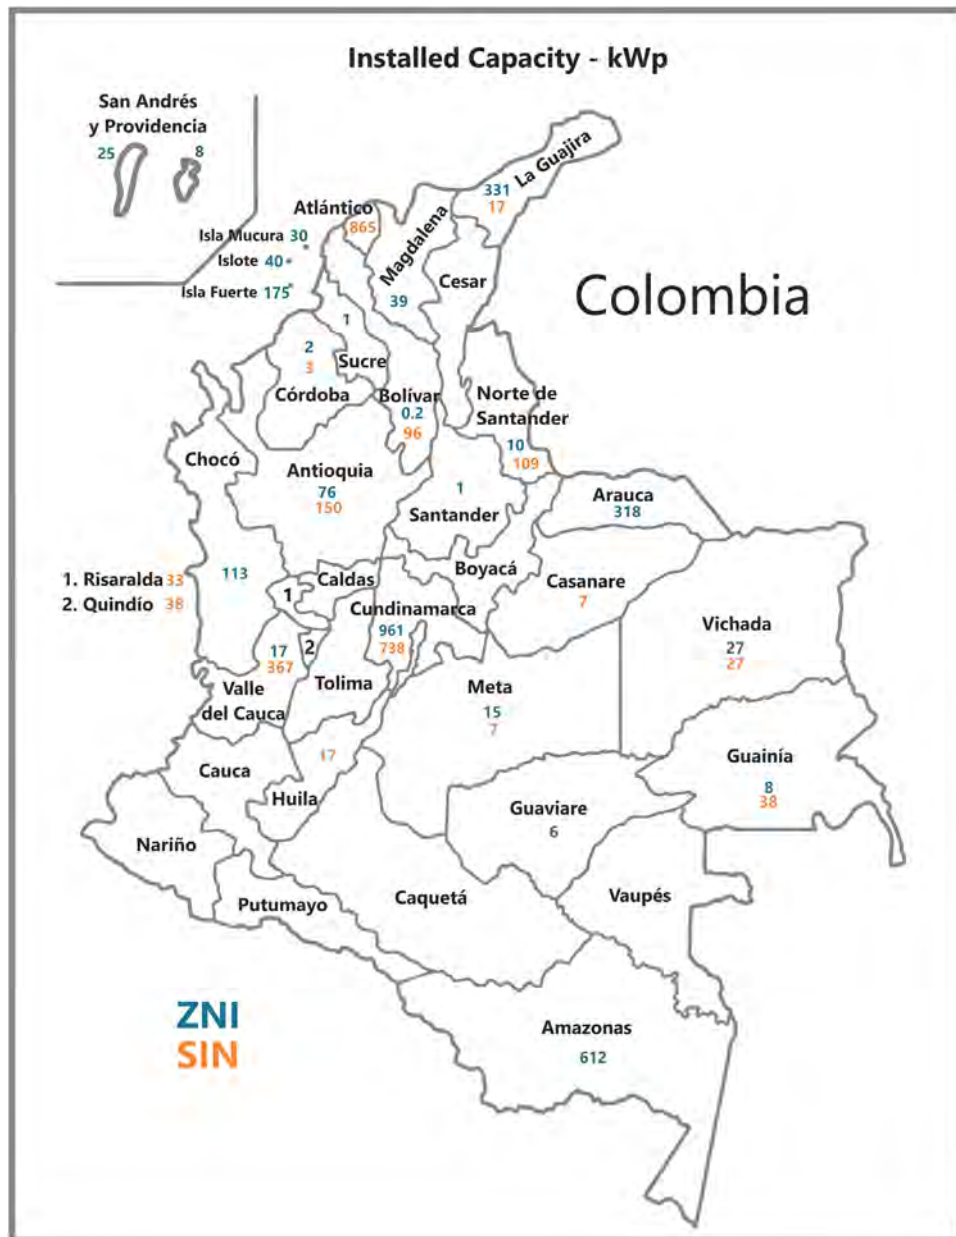 Installed Capacity - kWp
San Andrés
y Providencia
25
8
La Guajira
331
17
Atlántico
865
Magdalena
39
Isla Mucura 30
Islote 40
Isla Fuerte 175
Cesar
Colombia
1
Sucre
2
3
Córdoba
Bolívar
0.2
96
Norte de
Santander
10
109
Chocó
113
Antioquia
76
150
1
Santander
Arauca
318
Boyacá
Casanare
7
1. Risaralda 33
2. Quindío 38
Caldas
1
Cundinamarca
961
738
Vichada
27
27
17
367
2
Valle
del Cauca
Tolima
Meta
15
7
Guainía
8
38
Cauca
17
Huila
Guaviare
6
Nariño
Putumayo
Caquetá
Vaupés
ZNI
SIN
Amazonas
612